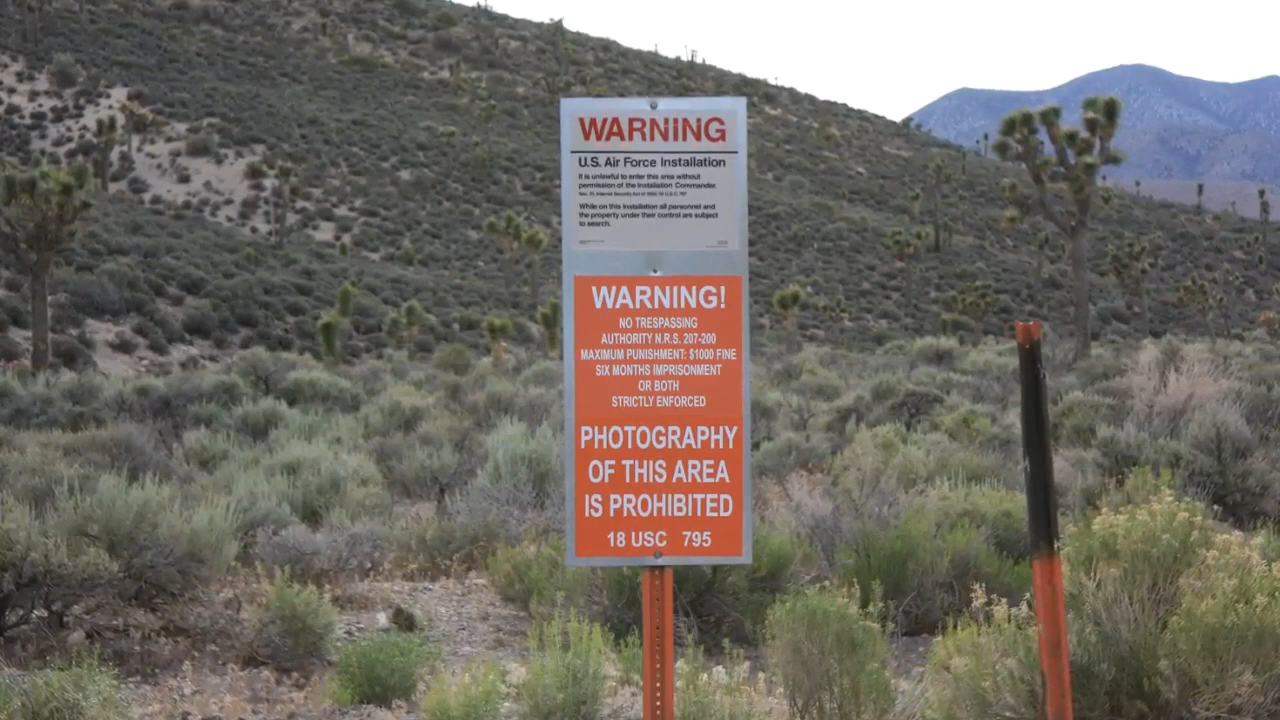 WARNING
U.S. Air Force Installation
It is unlawful to enter this area without
permission of the Installation Commander.
While on this Installation all personnel and
the property under their control are subject
to search.
WARNING!
NO TRESPASSING
AUTHORITY N.R.S. 207-200
MAXIMUM PUNISHMENT: $1000 FINE
SIX MONTHS IMPRISONMENT
OR BOTH
STRICTLY ENFORCED
PHOTOGRAPHY
OF THIS AREA
IS PROHIBITED
18 USC 795